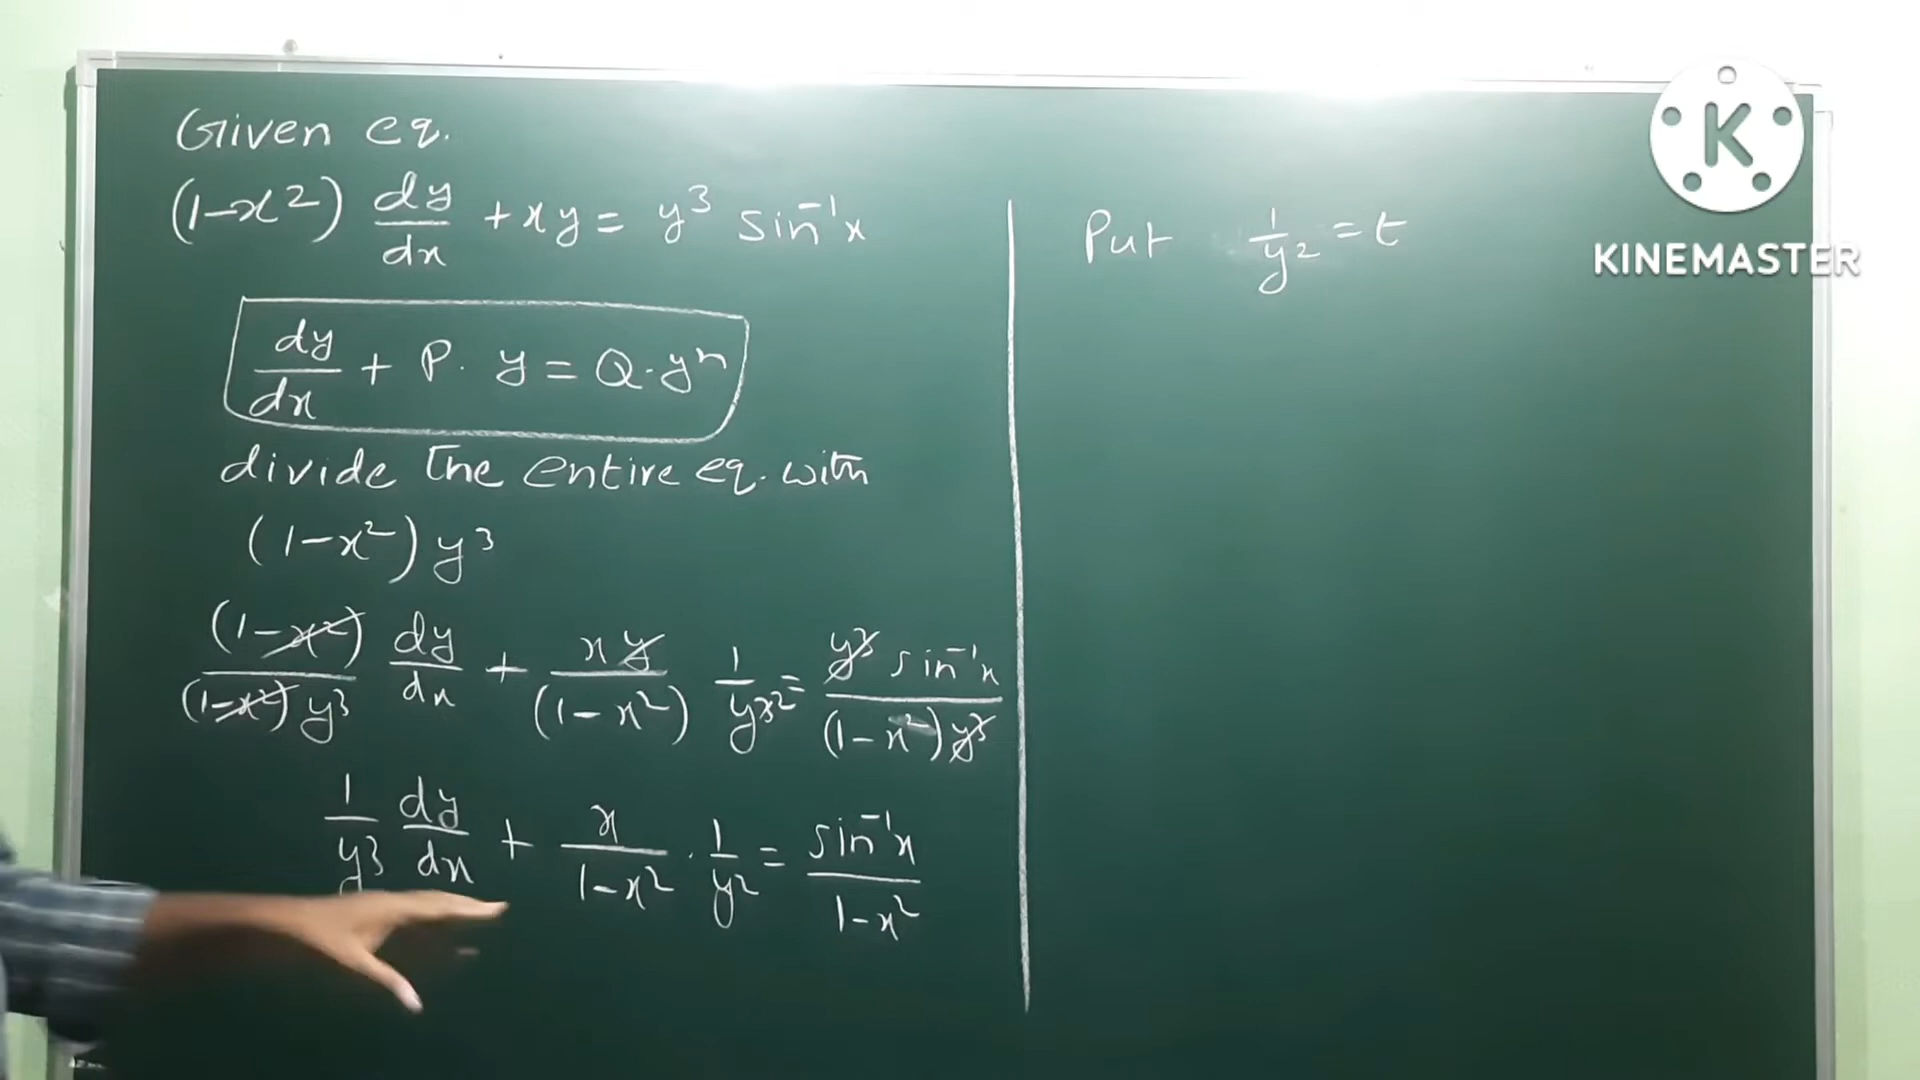 Given eq.
(1-x²) dy/dx + xy = y³ sin⁻¹x
dy/dx + P. y = Q.yⁿ
divide the entire eq. with
(1-x²) y³
(1-x²)/(1-x²)y³ dy/dx + xy/(1-x²) 1/y³² = y³ sin⁻¹x/(1-x²)y³
1/y³ dy/dx + x/1-x² . 1/y² = sin⁻¹x/1-x²
Put 1/y² = t
K
KINEMASTER